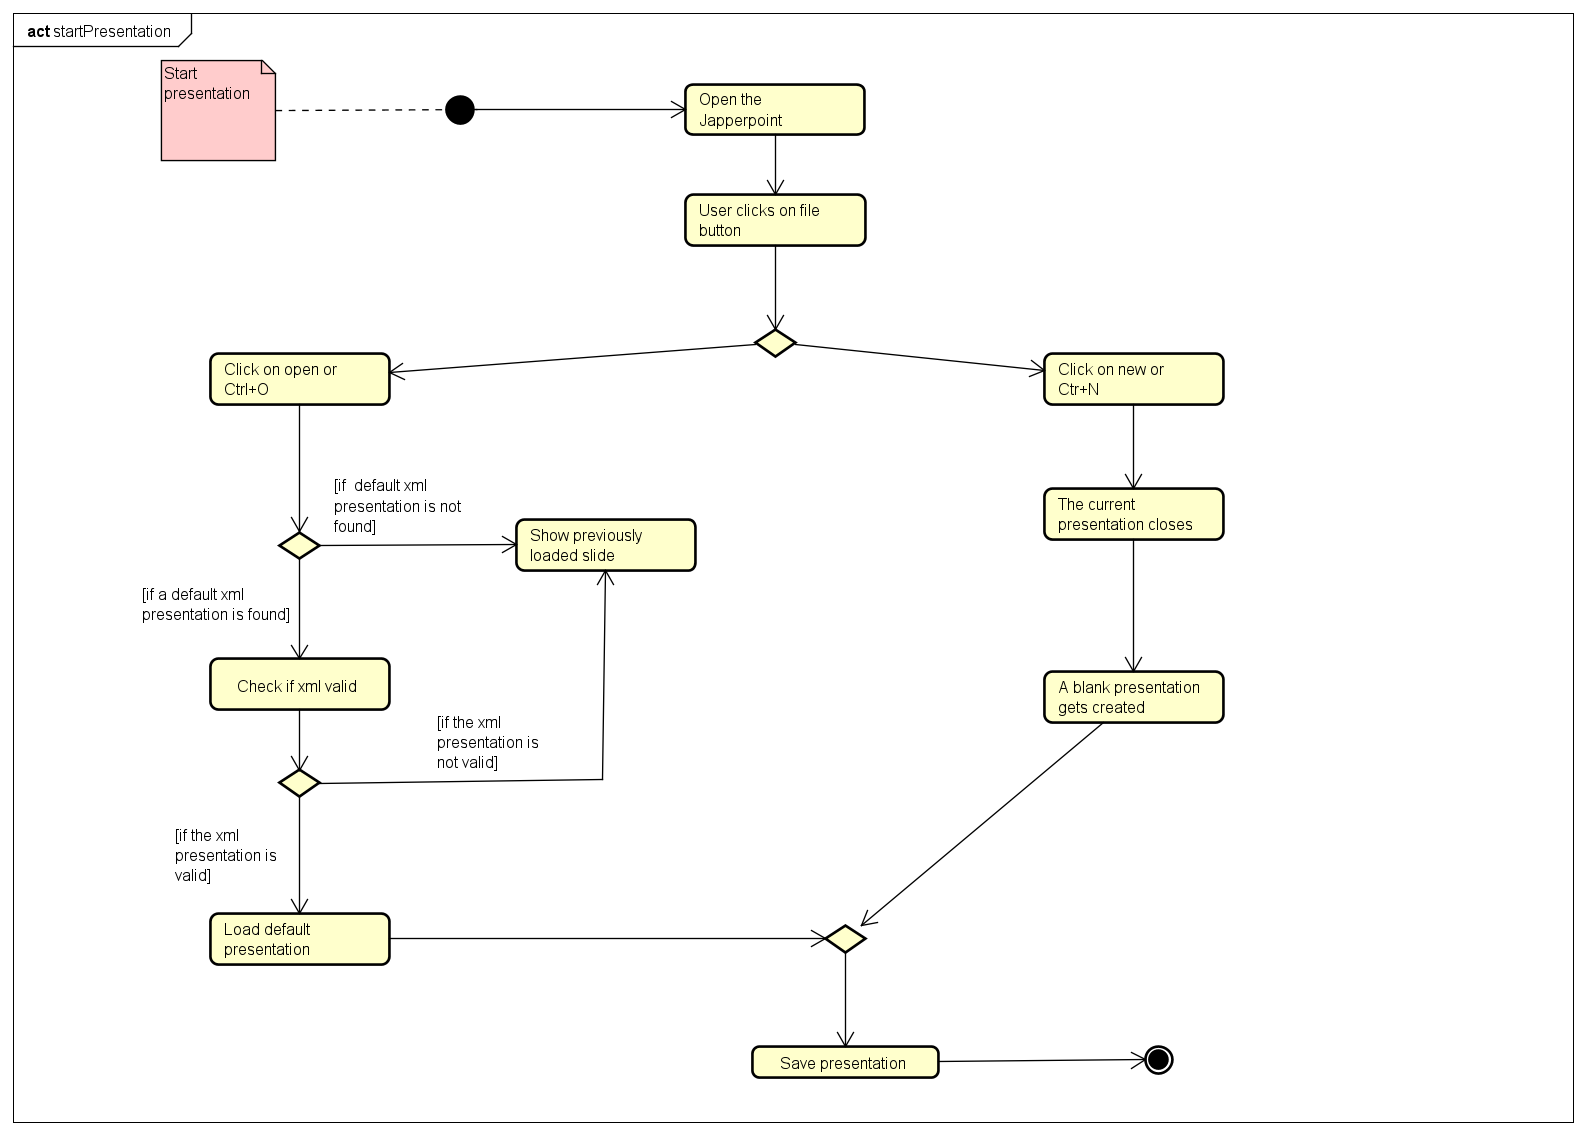 act startPresentation
Start
presentation
Open the
Japperpoint
User clicks on file
button
Click on open or
Ctrl+O
Click on new or
Ctr+N
[if  default xml
presentation is not
found]
Show previously
loaded slide
The current
presentation closes
[if a default xml
presentation is found]
Check if xml valid
A blank presentation
gets created
[if the xml
presentation is
not valid]
[if the xml
presentation is
valid]
Load default
presentation
Save presentation